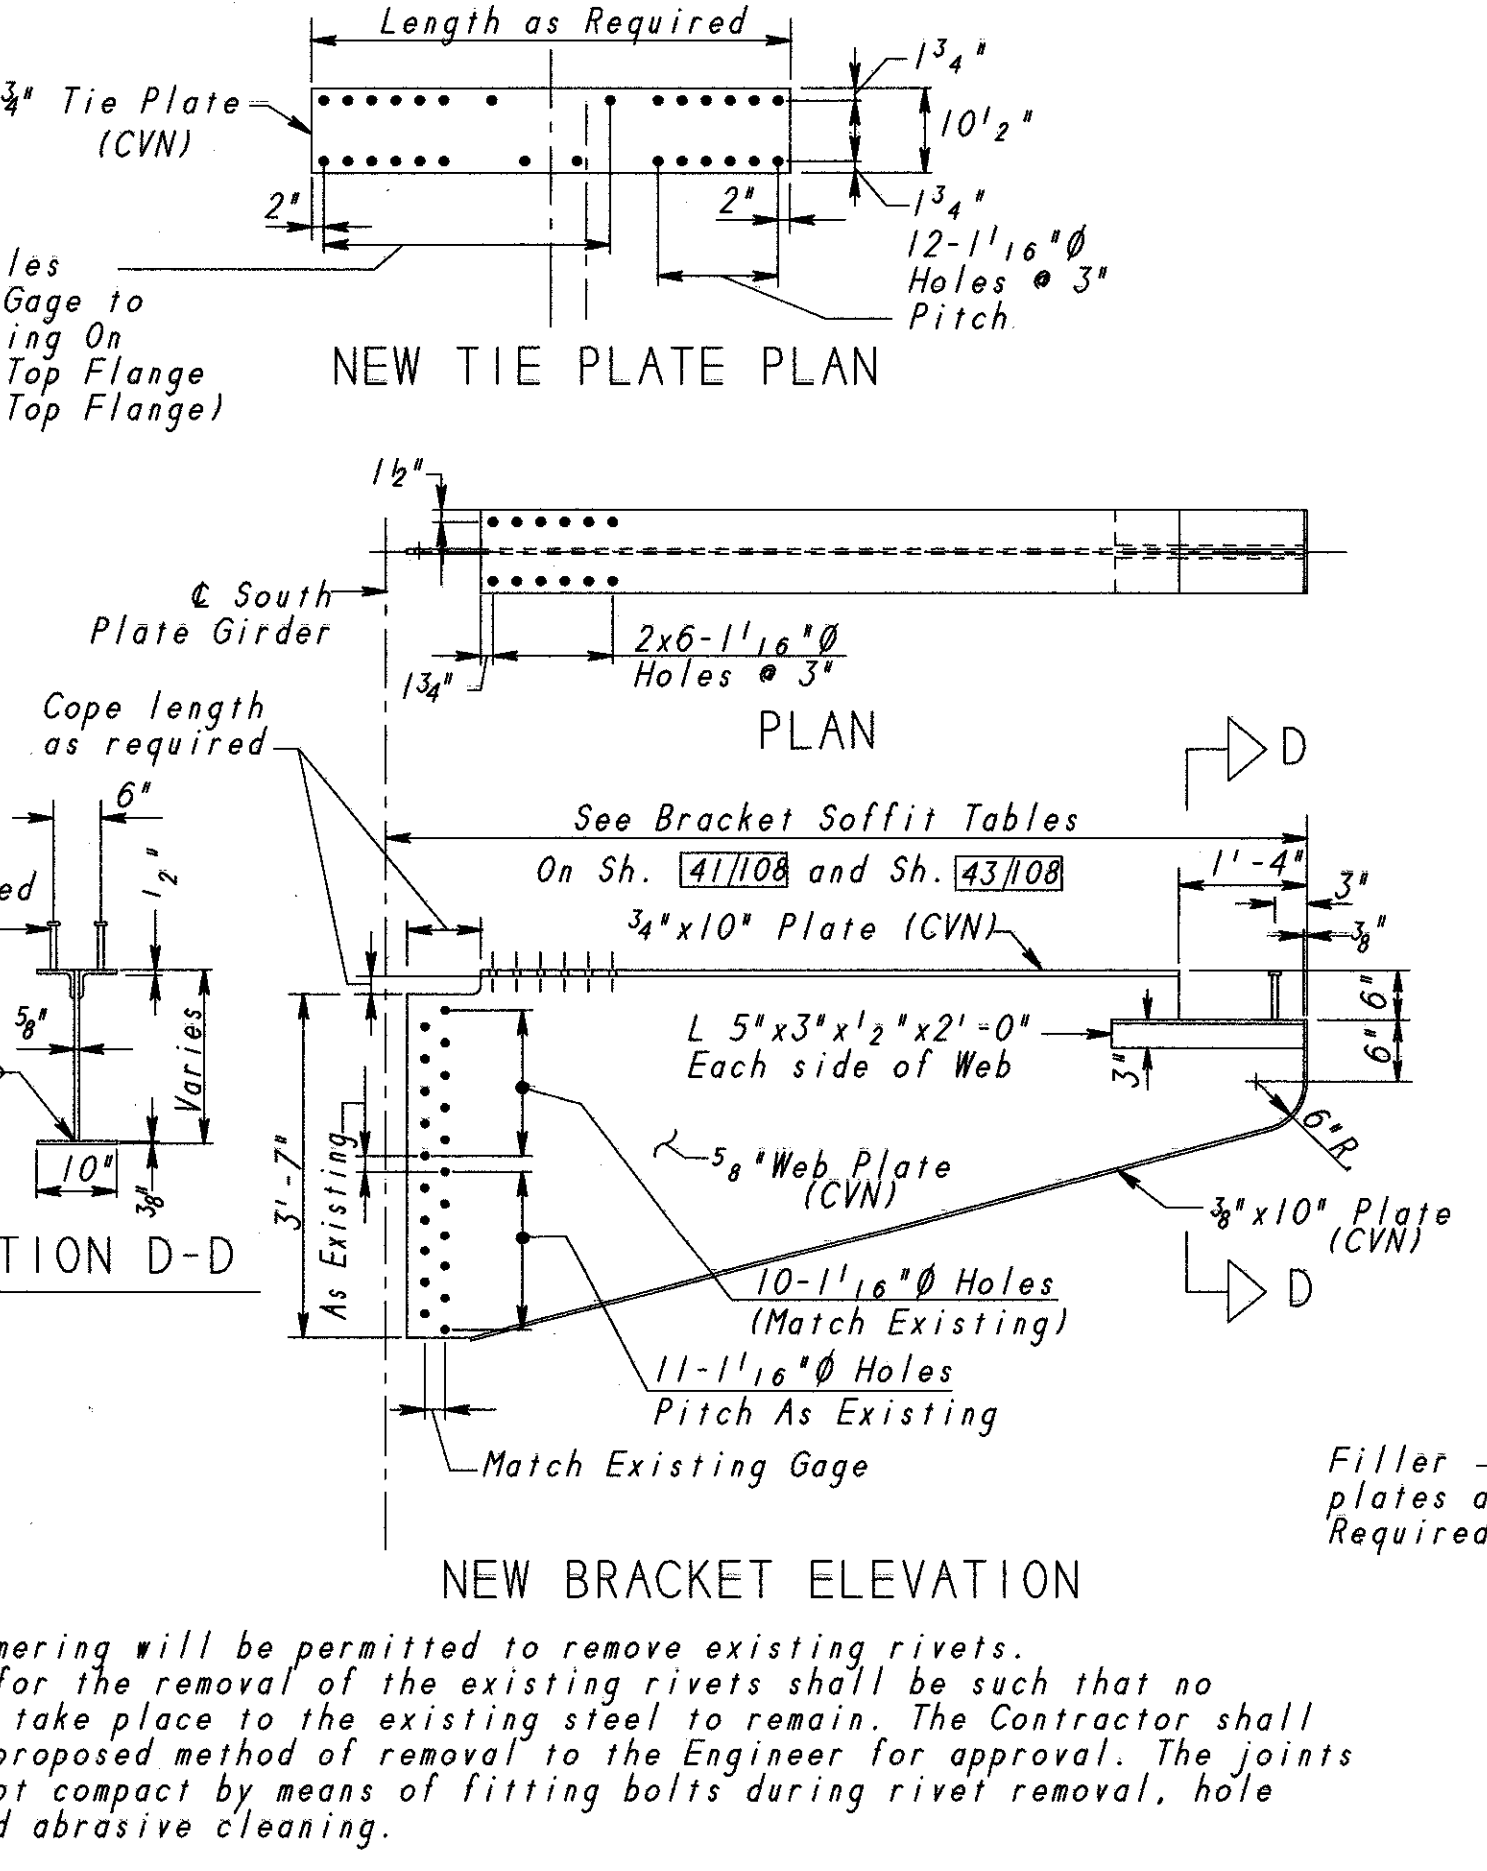 Length as Required
3/4" Tie Plate
(CVN)
1 3/4"
10 1/2"
1 3/4"
2"
2"
12-1 1/16"Ø
Holes @ 3"
Pitch
les
Gage to
ing On
Top Flange
Top Flange)
NEW TIE PLATE PLAN
1 1/2"
℄ South
Plate Girder
2x6-1 1/16"Ø
Holes @ 3"
1 3/4"
PLAN
Cope length
as required
D
6"
See Bracket Soffit Tables
On Sh. 41/108 and Sh. 43/108
1'-4"
3"
3/8"
ed
1/2"
3/4"x10" Plate (CVN)
6"
5/8"
Varies
L 5"x3"x1/2"x2'-0"
Each side of Web
3"
6"
6"R.
10"
3/8"
3'-7"
As Existing
5/8" Web Plate
(CVN)
3/8"x10" Plate
(CVN)
TION D-D
D
10-1 1/16"Ø Holes
(Match Existing)
11-1 1/16"Ø Holes
Pitch As Existing
Match Existing Gage
Filler
plates a
Required
NEW BRACKET ELEVATION
mering will be permitted to remove existing rivets.
for the removal of the existing rivets shall be such that no
take place to the existing steel to remain. The Contractor shall
proposed method of removal to the Engineer for approval. The joints
pt compact by means of fitting bolts during rivet removal, hole
d abrasive cleaning.